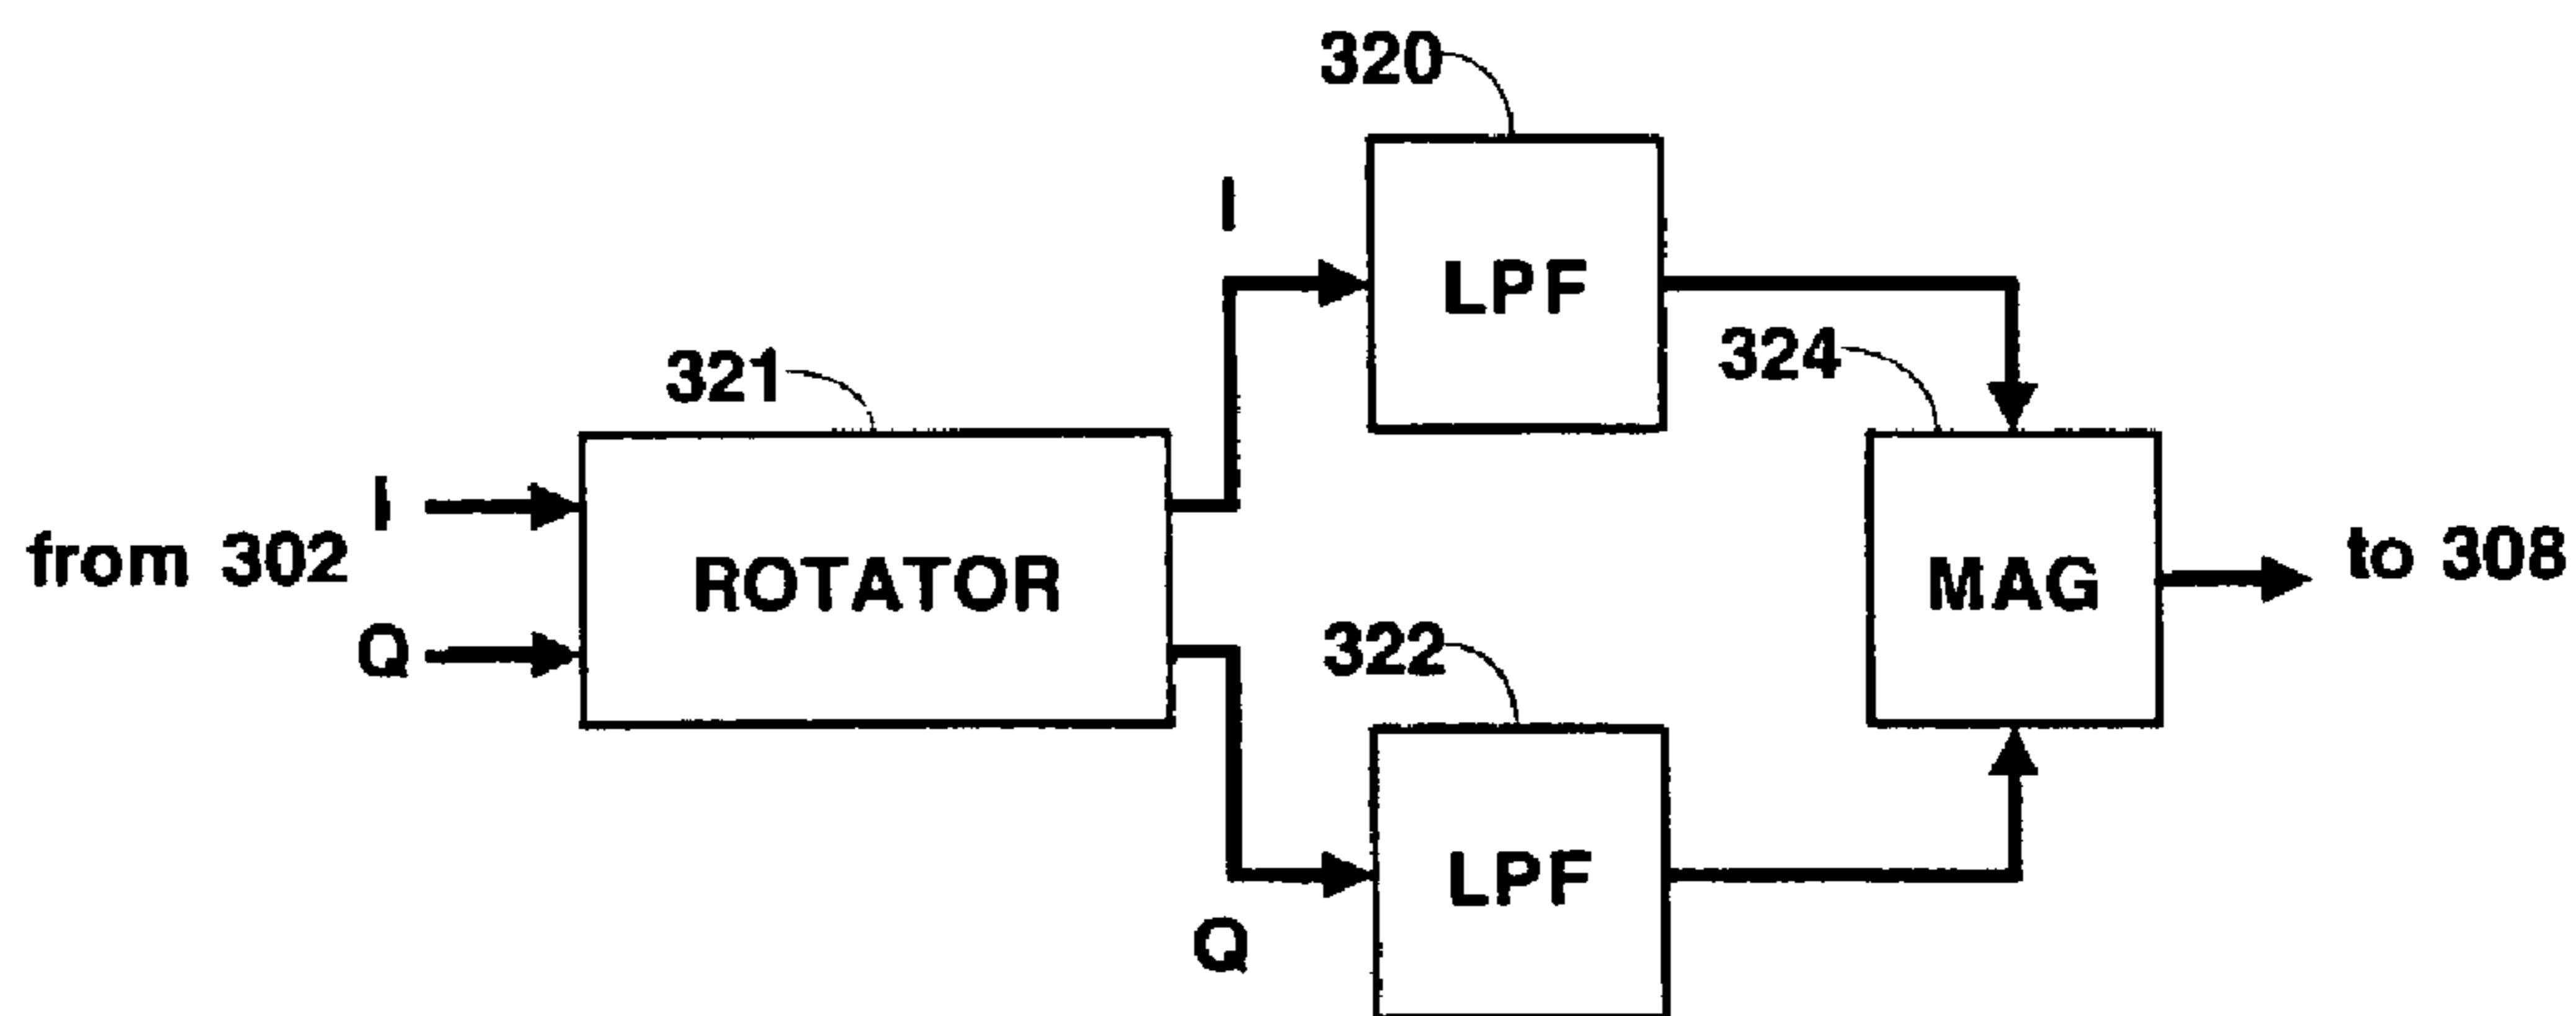 320
I
LPF
324
321
I
from 302
ROTATOR
MAG
to 308
Q
322
LPF
Q